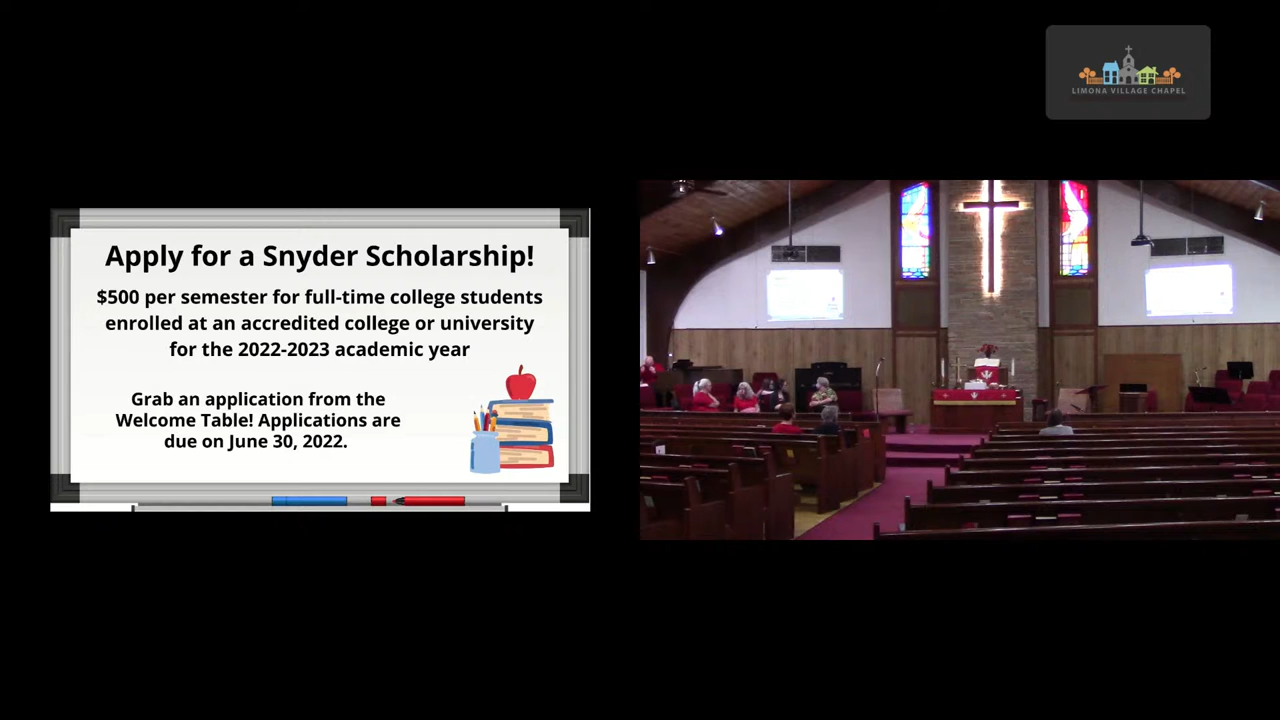 LIMONA VILLAGE CHAPEL
Apply for a Snyder Scholarship!
$500 per semester for full-time college students
enrolled at an accredited college or university
for the 2022-2023 academic year
Grab an application from the
Welcome Table! Applications are
due on June 30, 2022.